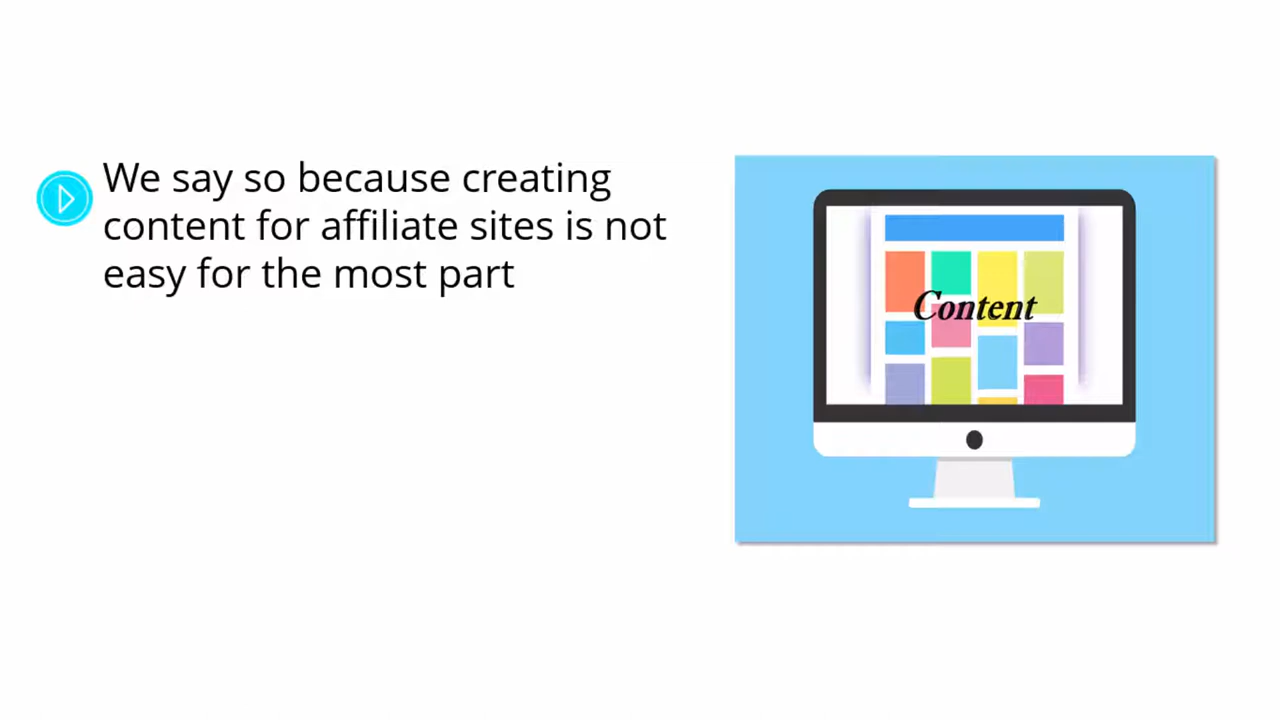 We say so because creating
content for affiliate sites is not
easy for the most part
Content